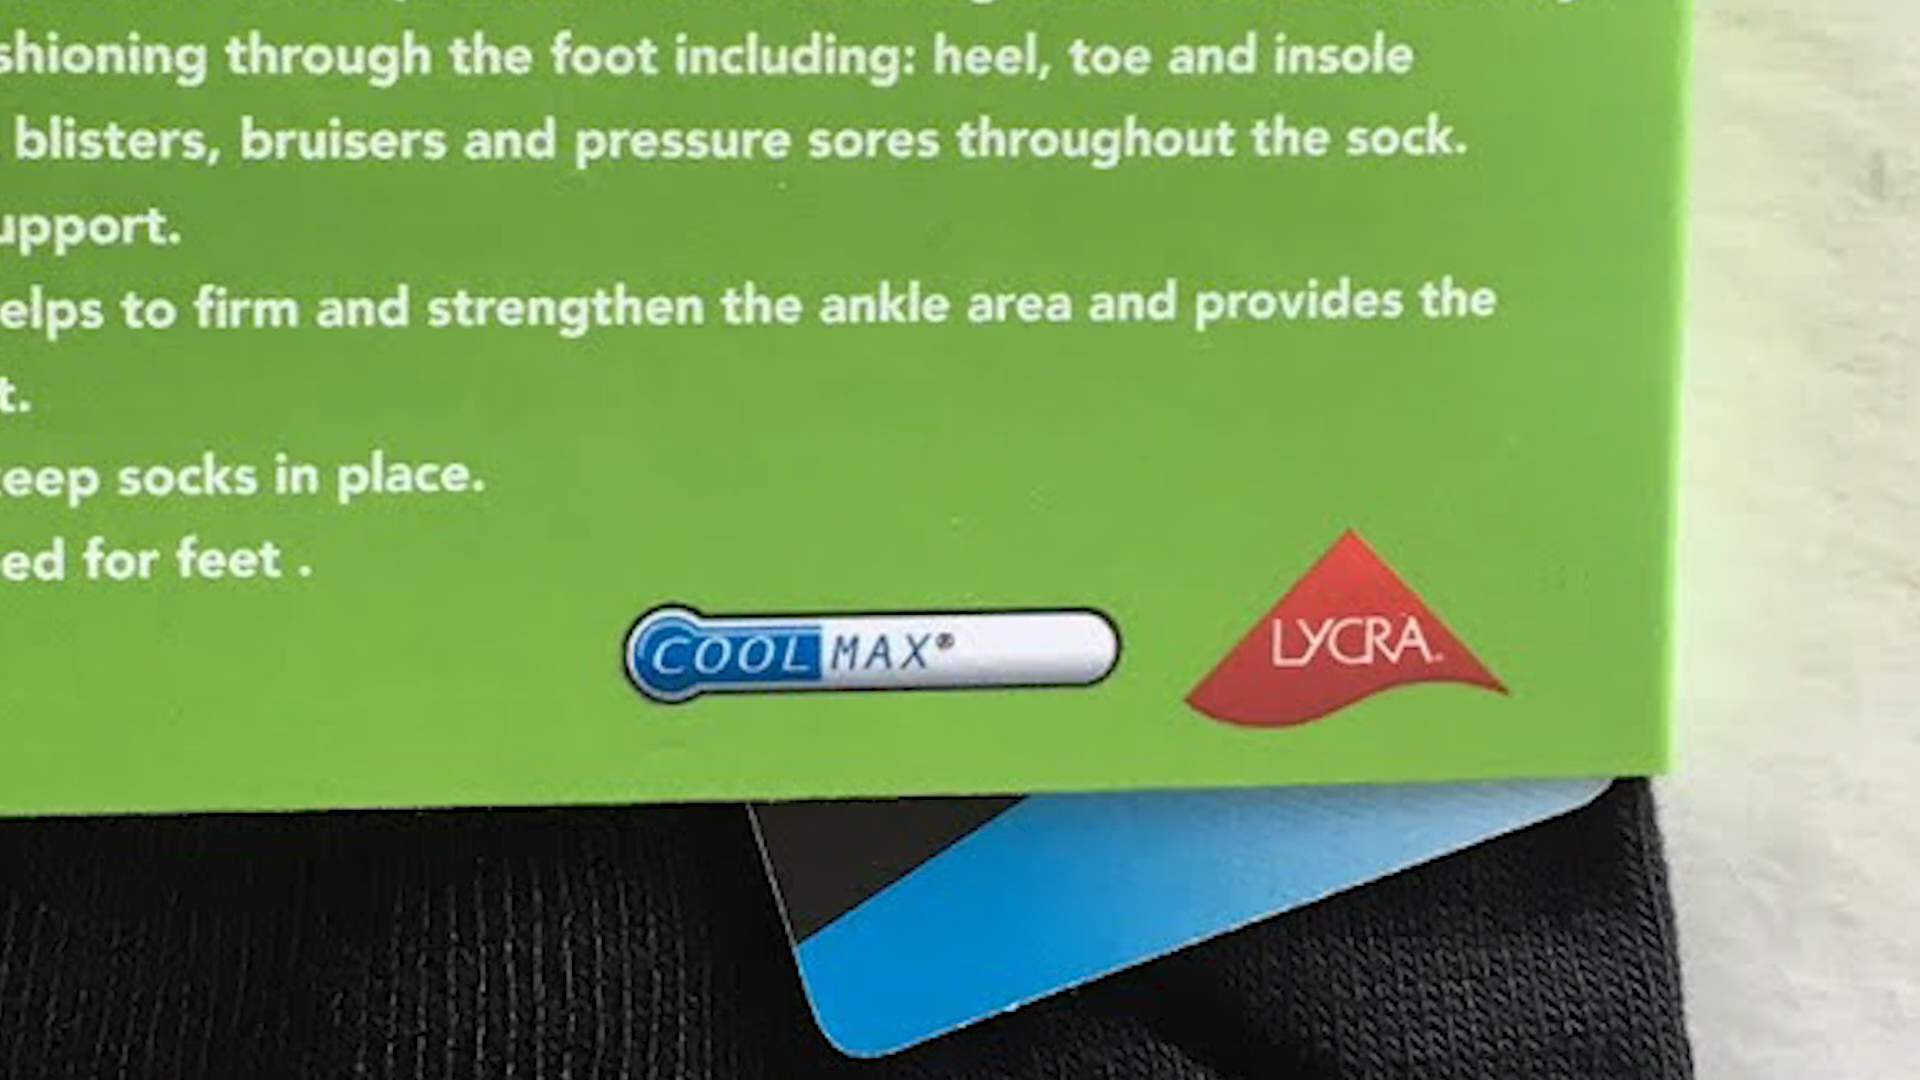 shioning through the foot including: heel, toe and insole
blisters, bruisers and pressure sores throughout the sock.
upport.
elps to firm and strengthen the ankle area and provides the
t.
eep socks in place.
ed for feet .
COOLMAX®
LYCRA